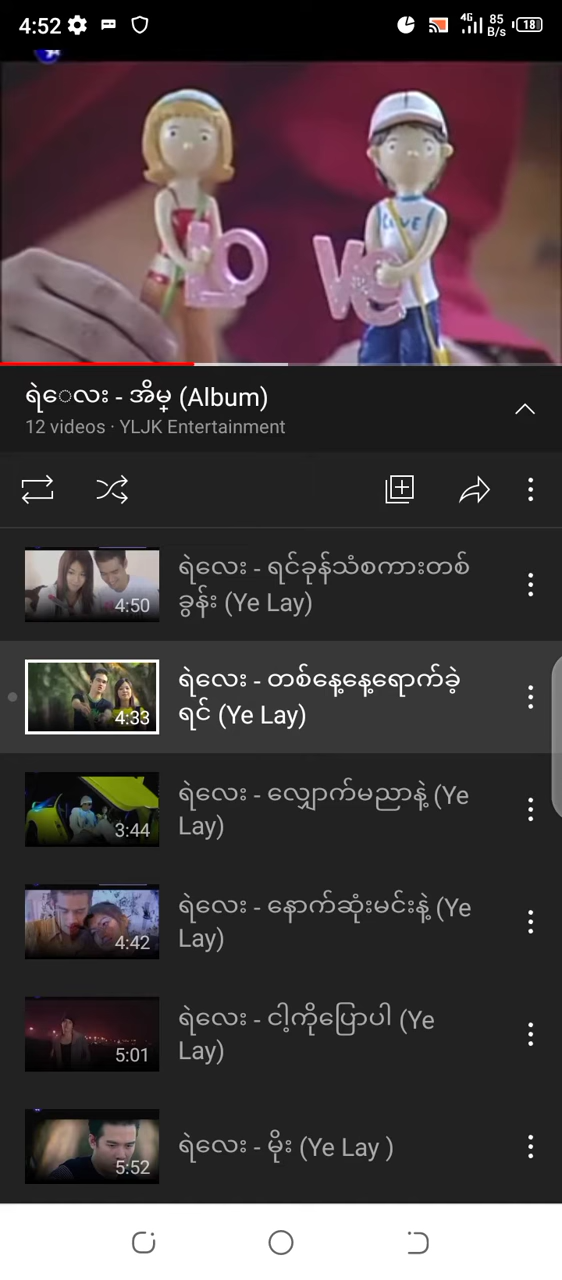 4:52
4G
85
B/s
18
LO VE
LOVE
ရဲလေး - အိမ် (Album)
12 videos · YLJK Entertainment
ရဲလေး - ရင်ခုန်သံစကားတစ်
ခွန်း (Ye Lay)
4:50
ရဲလေး - တစ်နေ့နေ့ရောက်ခဲ့
ရင် (Ye Lay)
4:33
ရဲလေး - လျှောက်မညာနဲ့ (Ye
Lay)
3:44
ရဲလေး - နောက်ဆုံးမင်းနဲ့ (Ye
Lay)
4:42
ရဲလေး - ငါ့ကိုပြောပါ (Ye
Lay)
5:01
ရဲလေး - မိုး (Ye Lay )
5:52